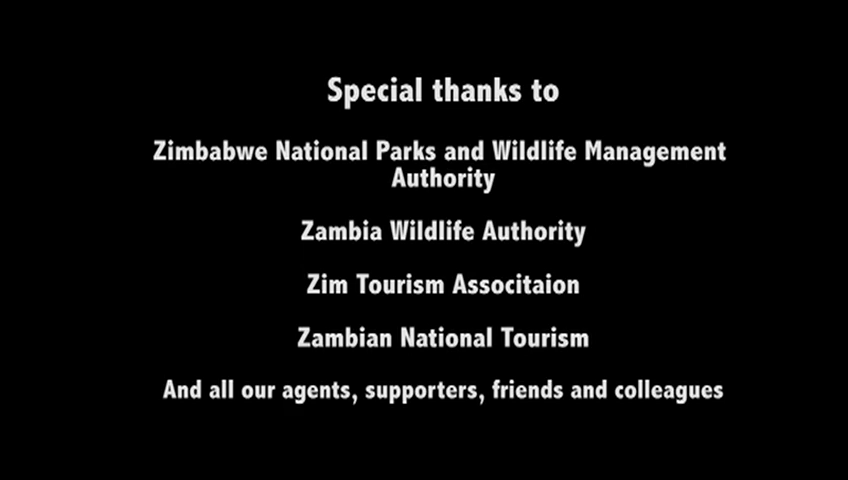 Special thanks to
Zimbabwe National Parks and Wildlife Management
Authority
Zambia Wildlife Authority
Zim Tourism Associtaion
Zambian National Tourism
And all our agents, supporters, friends and colleagues